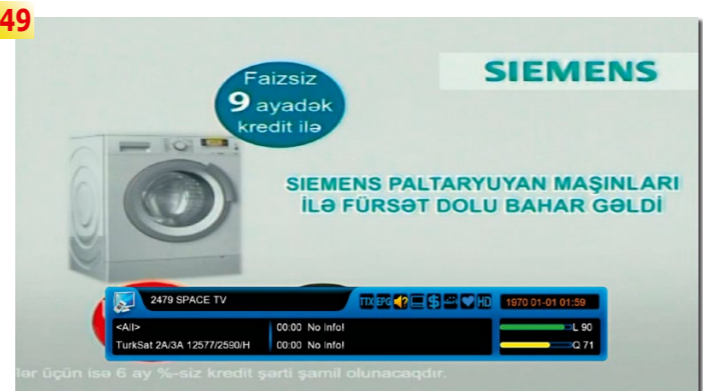 49
Faizsiz
9 ayadək
kredit ilə
SIEMENS
SIEMENS PALTARYUYAN MAŞINLARI
İLƏ FÜRSƏT DOLU BAHAR GƏLDİ
2479 SPACE TV
TTX EPG HD
1970 01-01 01:59
<All>
00:00 No Info!
L 90
TurkSat 2A/3A 12577/2590/H
00:00 No Info!
Q 71
lər üçün isə 6 ay %-siz kredit şərti şamil olunacaqdır.